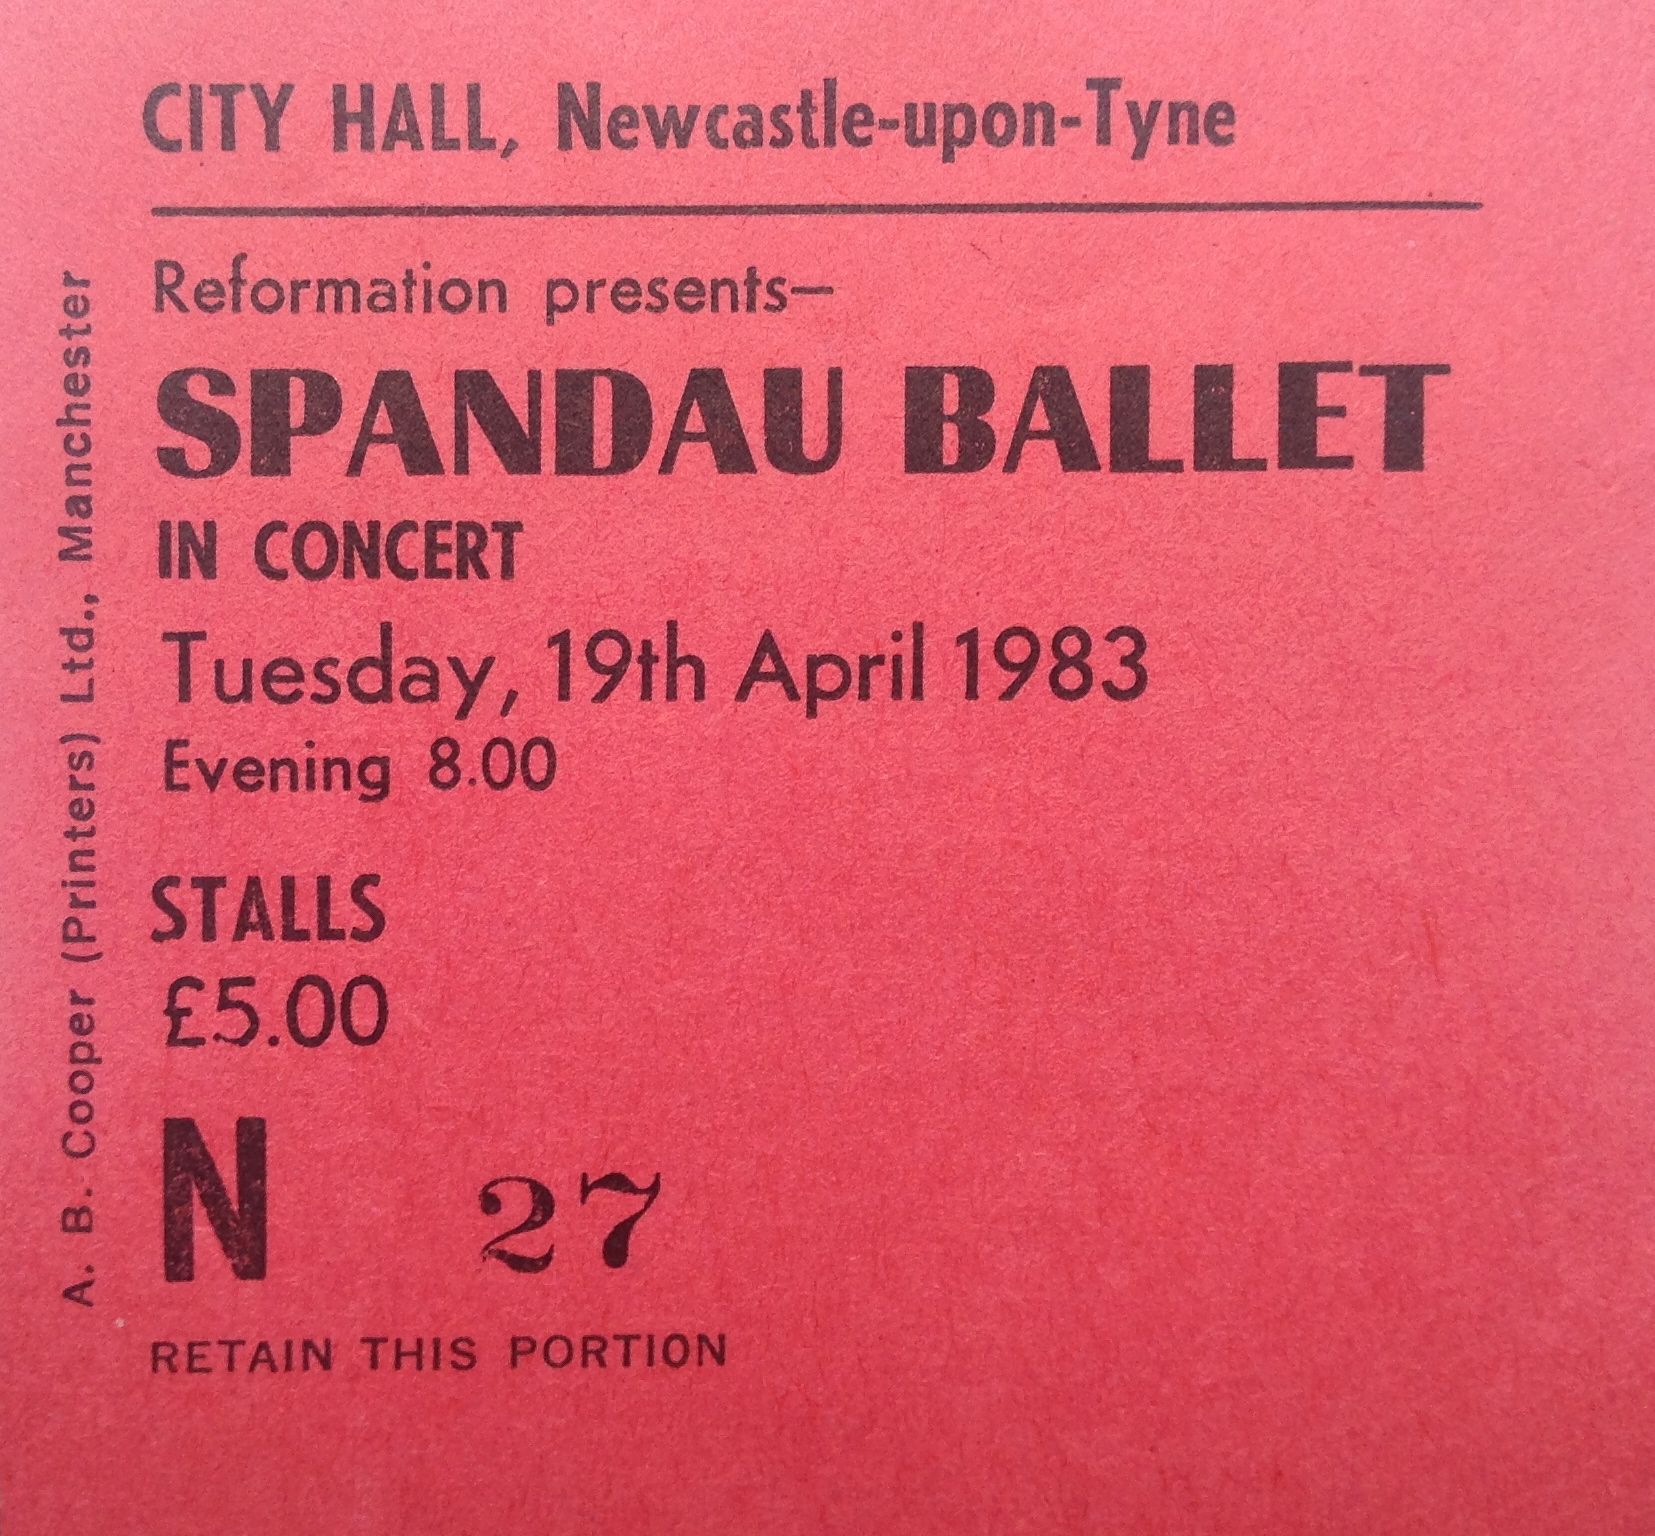 CITY HALL, Newcastle-upon-Tyne
Reformation presents—
SPANDAU BALLET
IN CONCERT
Tuesday, 19th April 1983
Evening 8.00
STALLS
£5.00
N 27
RETAIN THIS PORTION
A. B. Cooper (Printers) Ltd., Manchester